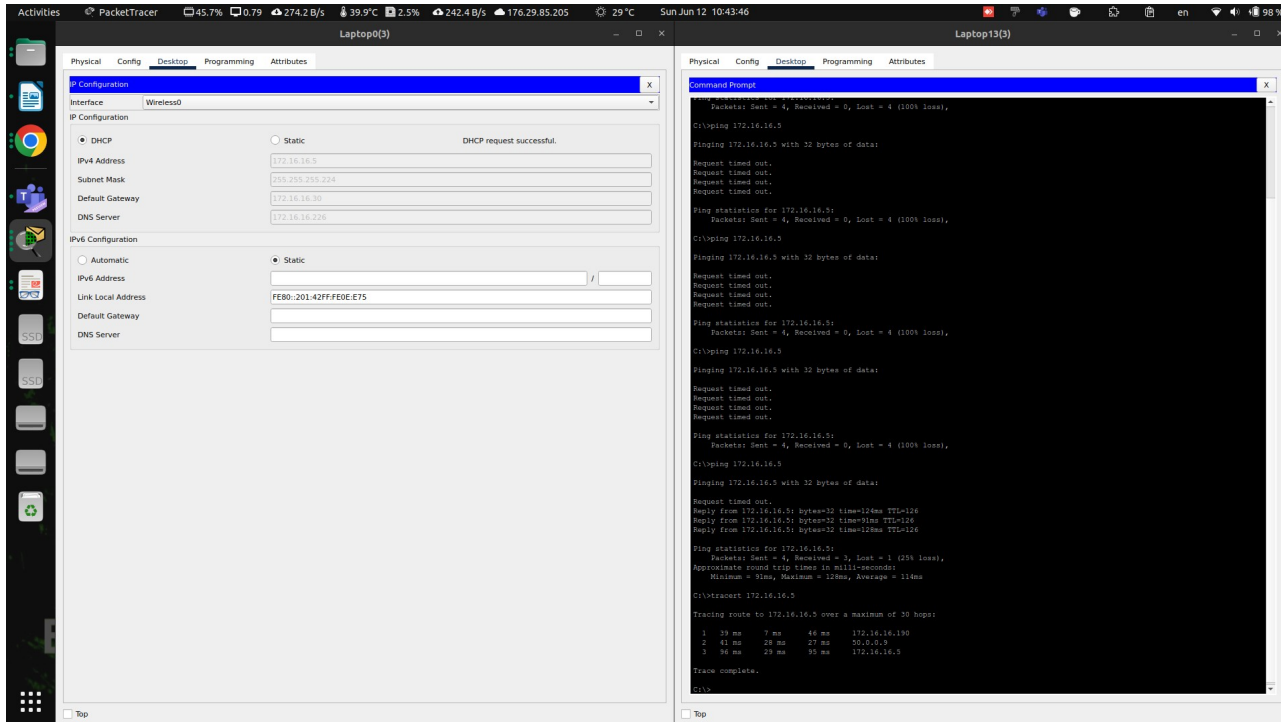 Activities PacketTracer 45.7% 0.79 274.2 B/s 39.9°C 2.5% 242.4 B/s 176.29.85.205 29 °C Sun Jun 12 10:43:46 en 98 %
Laptop0(3)
Physical Config Desktop Programming Attributes
IP Configuration X
Interface Wireless0
IP Configuration
DHCP Static DHCP request successful.
IPv4 Address 172.16.16.5
Subnet Mask 255.255.255.224
Default Gateway 172.16.16.30
DNS Server 172.16.16.226
IPv6 Configuration
Automatic Static
IPv6 Address /
Link Local Address FE80::201:42FF:FE0E:E75
Default Gateway
DNS Server
SSD
SSD
Top
Laptop13(3)
Physical Config Desktop Programming Attributes
Command Prompt X
Packets: Sent = 4, Received = 0, Lost = 4 (100% loss),
C:\>ping 172.16.16.5
Pinging 172.16.16.5 with 32 bytes of data:
Request timed out.
Request timed out.
Request timed out.
Request timed out.
Ping statistics for 172.16.16.5:
Packets: Sent = 4, Received = 0, Lost = 4 (100% loss),
C:\>ping 172.16.16.5
Pinging 172.16.16.5 with 32 bytes of data:
Request timed out.
Request timed out.
Request timed out.
Request timed out.
Ping statistics for 172.16.16.5:
Packets: Sent = 4, Received = 0, Lost = 4 (100% loss),
C:\>ping 172.16.16.5
Pinging 172.16.16.5 with 32 bytes of data:
Request timed out.
Request timed out.
Request timed out.
Request timed out.
Ping statistics for 172.16.16.5:
Packets: Sent = 4, Received = 0, Lost = 4 (100% loss),
C:\>ping 172.16.16.5
Pinging 172.16.16.5 with 32 bytes of data:
Request timed out.
Reply from 172.16.16.5: bytes=32 time=124ms TTL=126
Reply from 172.16.16.5: bytes=32 time=91ms TTL=126
Reply from 172.16.16.5: bytes=32 time=128ms TTL=126
Ping statistics for 172.16.16.5:
Packets: Sent = 4, Received = 3, Lost = 1 (25% loss),
Approximate round trip times in milli-seconds:
Minimum = 91ms, Maximum = 128ms, Average = 114ms
C:\>tracert 172.16.16.5
Tracing route to 172.16.16.5 over a maximum of 30 hops:
1 39 ms 7 ms 46 ms 172.16.16.190
2 41 ms 28 ms 27 ms 50.0.0.9
3 96 ms 29 ms 95 ms 172.16.16.5
Trace complete.
C:\>
Top